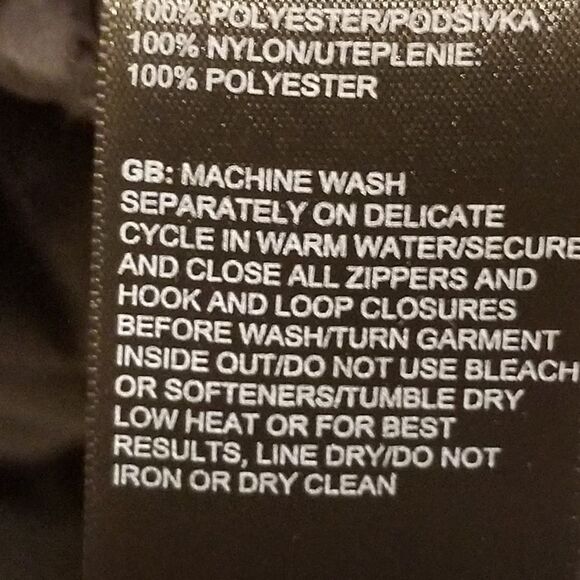 100% POLYESTER/PODŠÍVKA
100% NYLON/UTEPLENIE:
100% POLYESTER
GB: MACHINE WASH
SEPARATELY ON DELICATE
CYCLE IN WARM WATER/SECURE
AND CLOSE ALL ZIPPERS AND
HOOK AND LOOP CLOSURES
BEFORE WASH/TURN GARMENT
INSIDE OUT/DO NOT USE BLEACH
OR SOFTENERS/TUMBLE DRY
LOW HEAT OR FOR BEST
RESULTS, LINE DRY/DO NOT
IRON OR DRY CLEAN